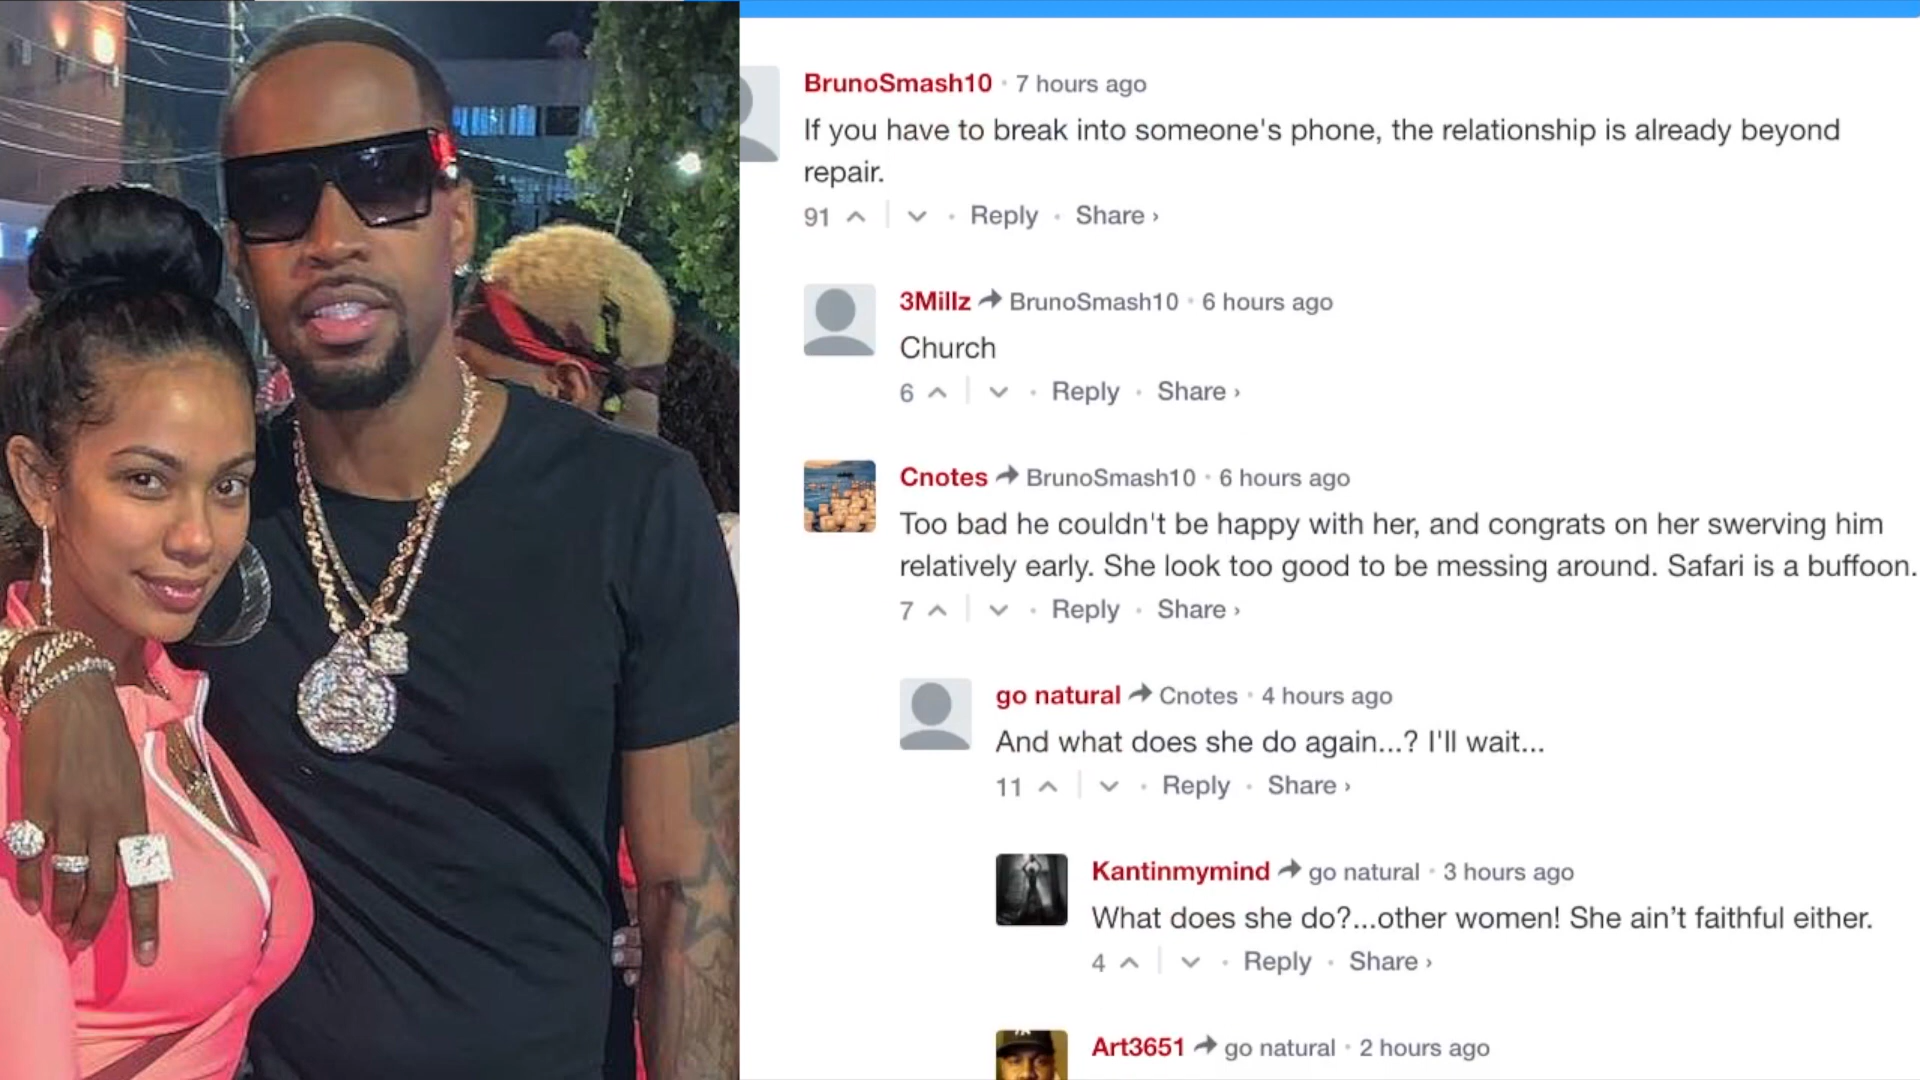 BrunoSmash10 · 7 hours ago
If you have to break into someone's phone, the relationship is already beyond
repair.
91 · Reply · Share ›
3Millz BrunoSmash10 · 6 hours ago
Church
6 · Reply · Share ›
Cnotes BrunoSmash10 · 6 hours ago
Too bad he couldn't be happy with her, and congrats on her swerving him
relatively early. She look too good to be messing around. Safari is a buffoon.
7 · Reply · Share ›
go natural Cnotes · 4 hours ago
And what does she do again...? I'll wait...
11 · Reply · Share ›
Kantinmymind go natural · 3 hours ago
What does she do?...other women! She ain’t faithful either.
4 · Reply · Share ›
Art3651 go natural · 2 hours ago